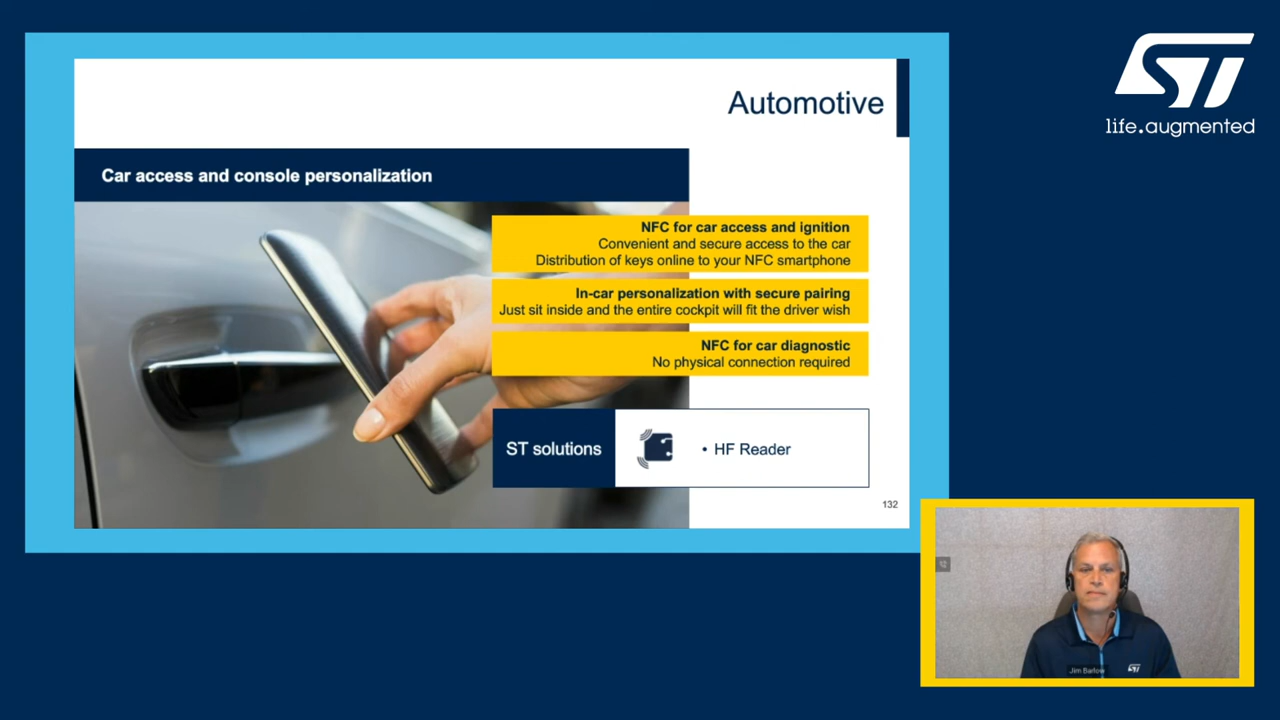 Automotive
Car access and console personalization
NFC for car access and ignition
Convenient and secure access to the car
Distribution of keys online to your NFC smartphone
In-car personalization with secure pairing
Just sit inside and the entire cockpit will fit the driver wish
NFC for car diagnostic
No physical connection required
ST solutions
• HF Reader
132
ST
life.augmented
Jim Barlow
ST